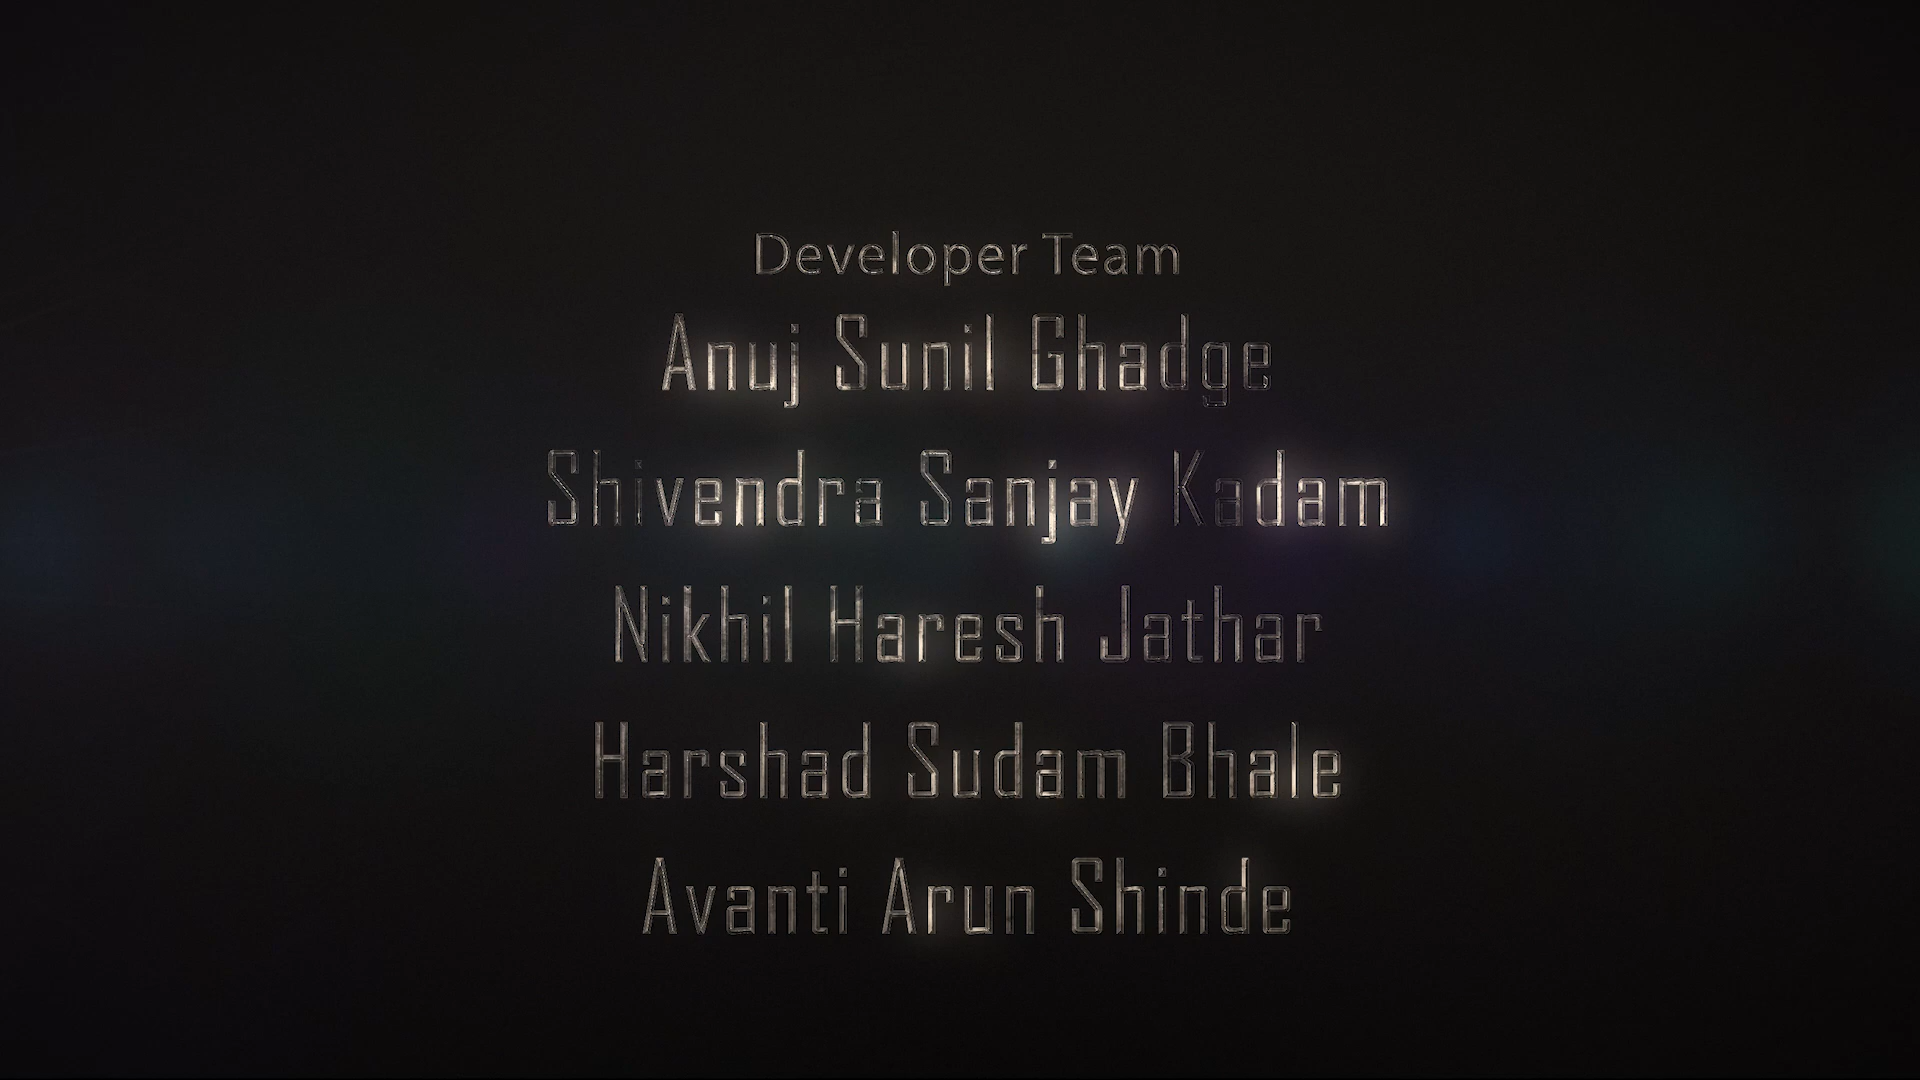 Developer Team
Anuj Sunil Ghadge
Shivendra Sanjay Kadam
Nikhil Haresh Jathar
Harshad Sudam Bhale
Avanti Arun Shinde